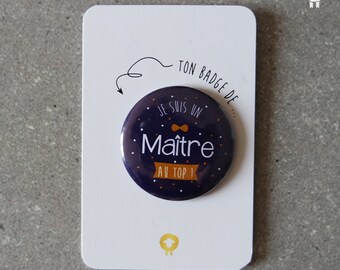 TON BADGE DE...
JE SUIS UN
Maître
AU TOP !